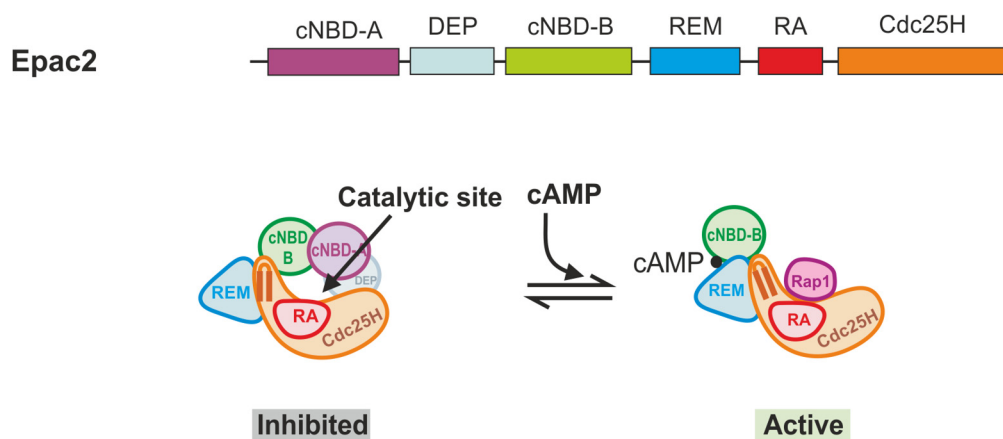 Epac2
cNBD-A DEP cNBD-B REM RA Cdc25H
Catalytic site cAMP
cNBD
B
cNBD-A
DEP
REM
RA
Cdc25H
cNBD-B
cAMP
REM
Rap1
RA
Cdc25H
Inhibited Active